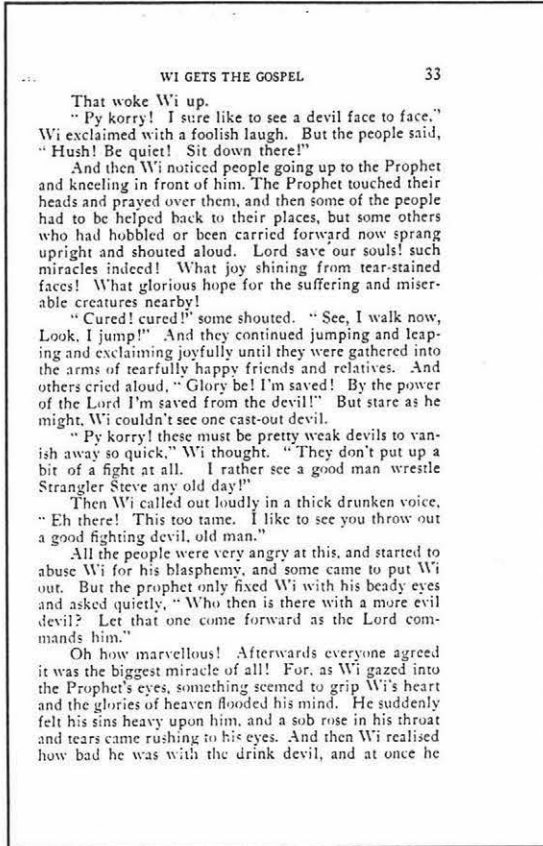 WI GETS THE GOSPEL 33
That woke Wi up.
" Py korry! I sure like to see a devil face to face,"
Wi exclaimed with a foolish laugh. But the people said,
" Hush! Be quiet! Sit down there!"
And then Wi noticed people going up to the Prophet
and kneeling in front of him. The Prophet touched their
heads and prayed over them, and then some of the people
had to be helped back to their places, but some others
who had hobbled or been carried forward now sprang
upright and shouted aloud. Lord save our souls! such
miracles indeed! What joy shining from tear-stained
faces! What glorious hope for the suffering and miser-
able creatures nearby!
" Cured! cured!" some shouted. " See, I walk now,
Look, I jump!" And they continued jumping and leap-
ing and exclaiming joyfully until they were gathered into
the arms of tearfully happy friends and relatives. And
others cried aloud, " Glory be! I'm saved! By the power
of the Lord I'm saved from the devil!" But stare as he
might, Wi couldn't see one cast-out devil.
" Py korry! these must be pretty weak devils to van-
ish away so quick," Wi thought. " They don't put up a
bit of a fight at all. I rather see a good man wrestle
Strangler Steve any old day!"
Then Wi called out loudly in a thick drunken voice,
" Eh there! This too tame. I like to see you throw out
a good fighting devil, old man."
All the people were very angry at this, and started to
abuse Wi for his blasphemy, and some came to put Wi
out. But the prophet only fixed Wi with his beady eyes
and asked quietly, " Who then is there with a more evil
devil? Let that one come forward as the Lord com-
mands him."
Oh how marvellous! Afterwards everyone agreed
it was the biggest miracle of all! For, as Wi gazed into
the Prophet's eyes, something seemed to grip Wi's heart
and the glories of heaven flooded his mind. He suddenly
felt his sins heavy upon him, and a sob rose in his throat
and tears came rushing to his eyes. And then Wi realised
how bad he was with the drink devil, and at once he